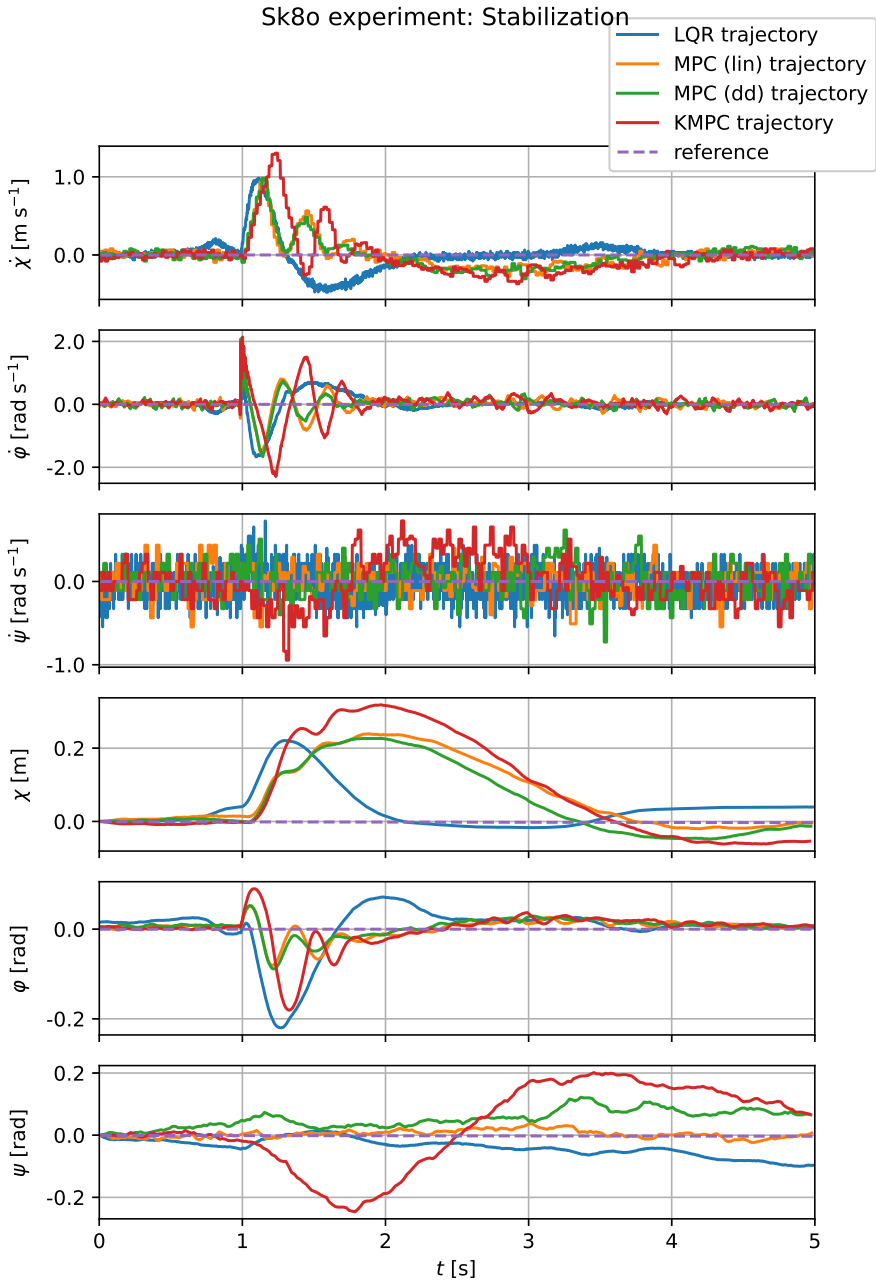 Sk8o experiment: Stabilization
LQR trajectory
MPC (lin) trajectory
MPC (dd) trajectory
KMPC trajectory
reference
1.0
0.0
χ̇ [m s⁻¹]
2.0
0.0
-2.0
φ̇ [rad s⁻¹]
0.0
-1.0
ψ̇ [rad s⁻¹]
0.2
0.0
χ [m]
0.0
-0.2
φ [rad]
0.2
0.0
-0.2
ψ [rad]
0 1 2 3 4 5
t [s]